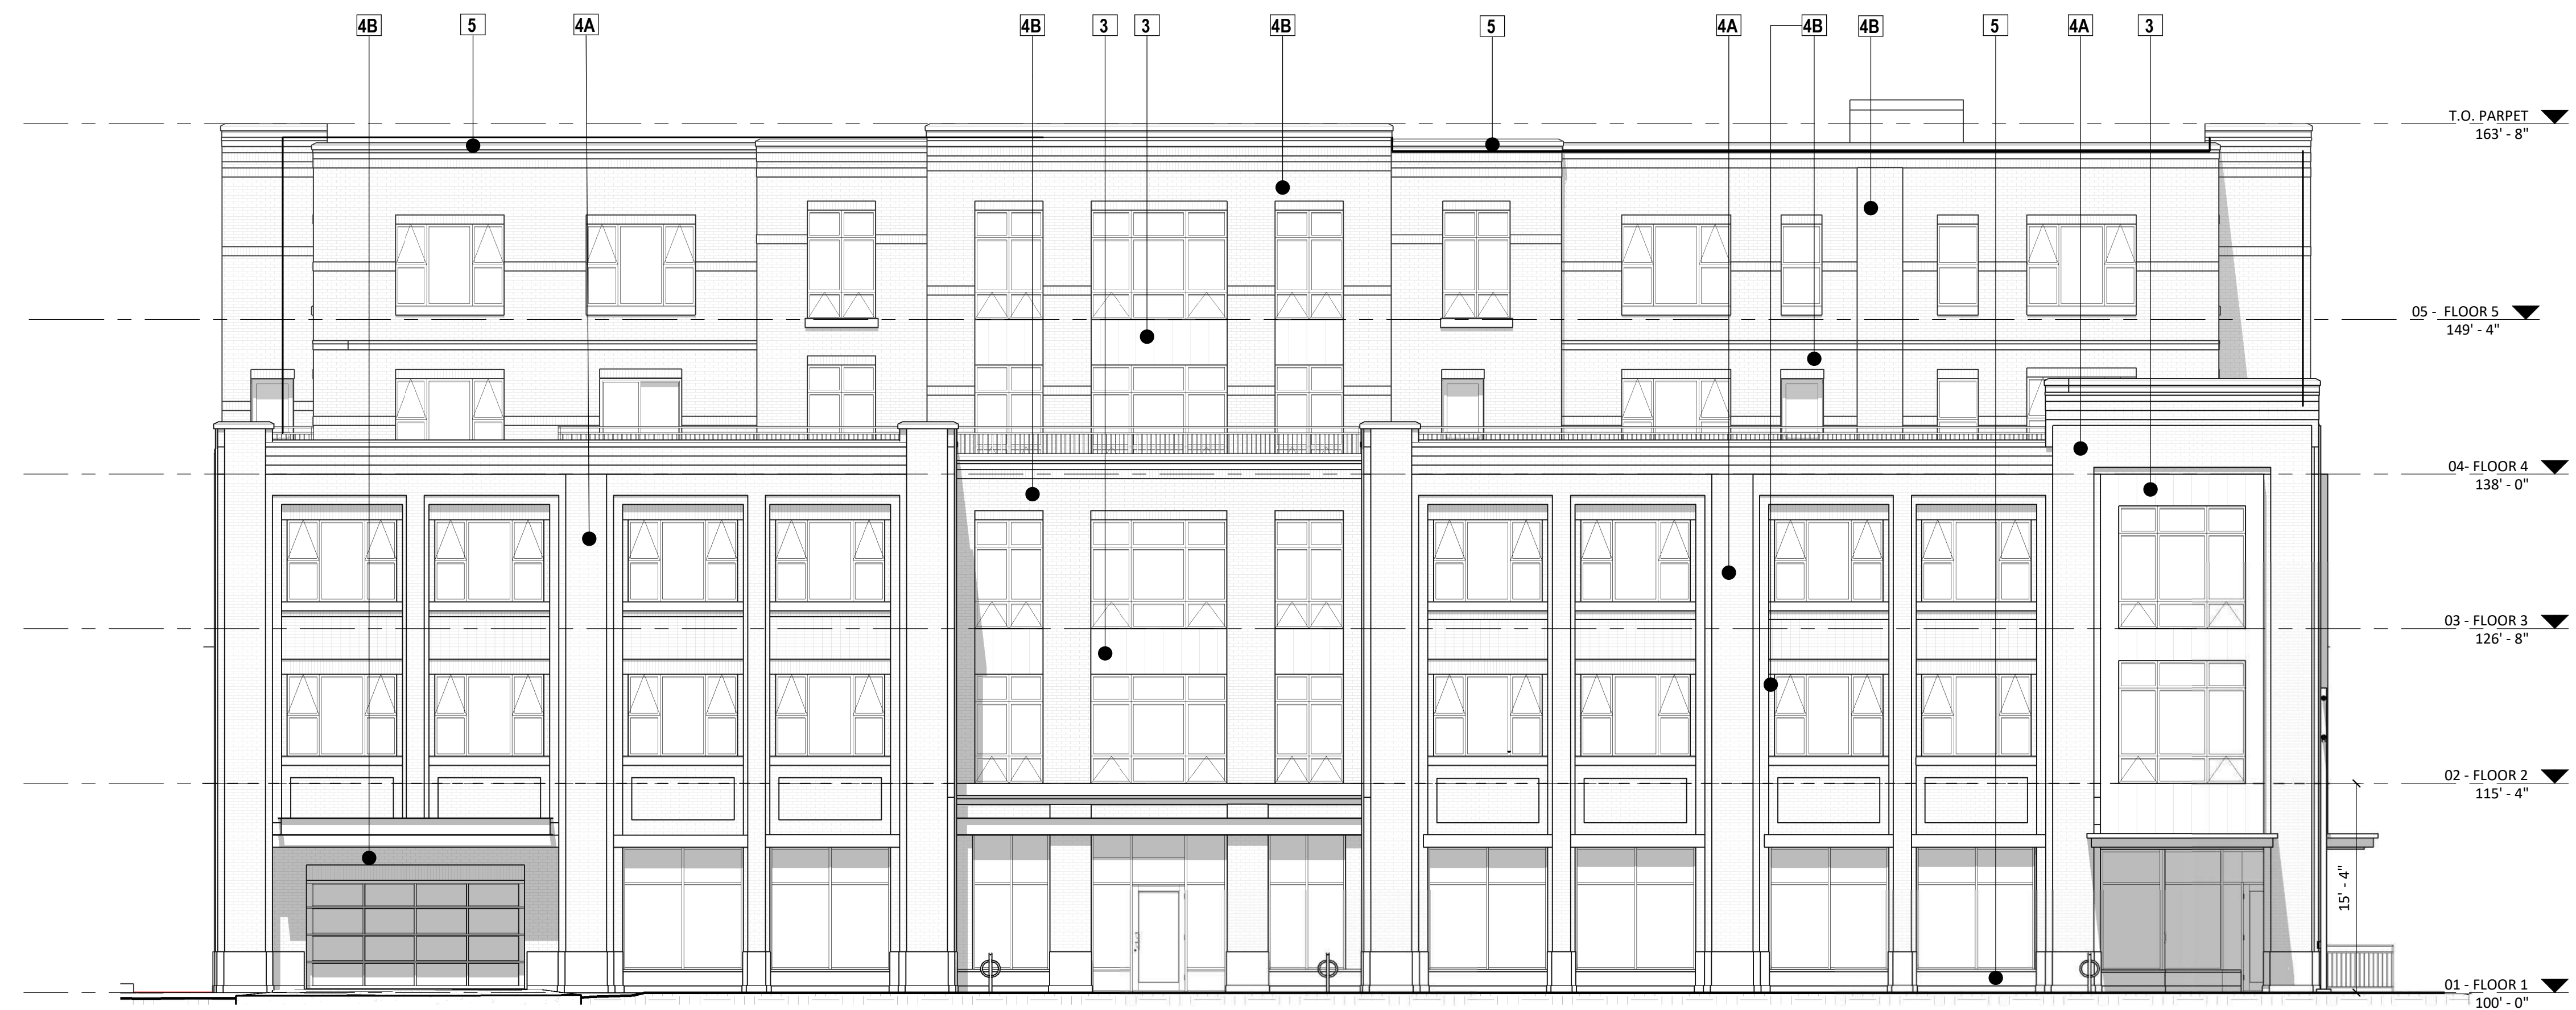 4B 5 4A 4B 3 3 4B 5 4A 4B 4B 5 4A 3
T.O. PARPET
163' - 8"
05 - FLOOR 5
149' - 4"
04- FLOOR 4
138' - 0"
03 - FLOOR 3
126' - 8"
02 - FLOOR 2
115' - 4"
15' - 4"
01 - FLOOR 1
100' - 0"